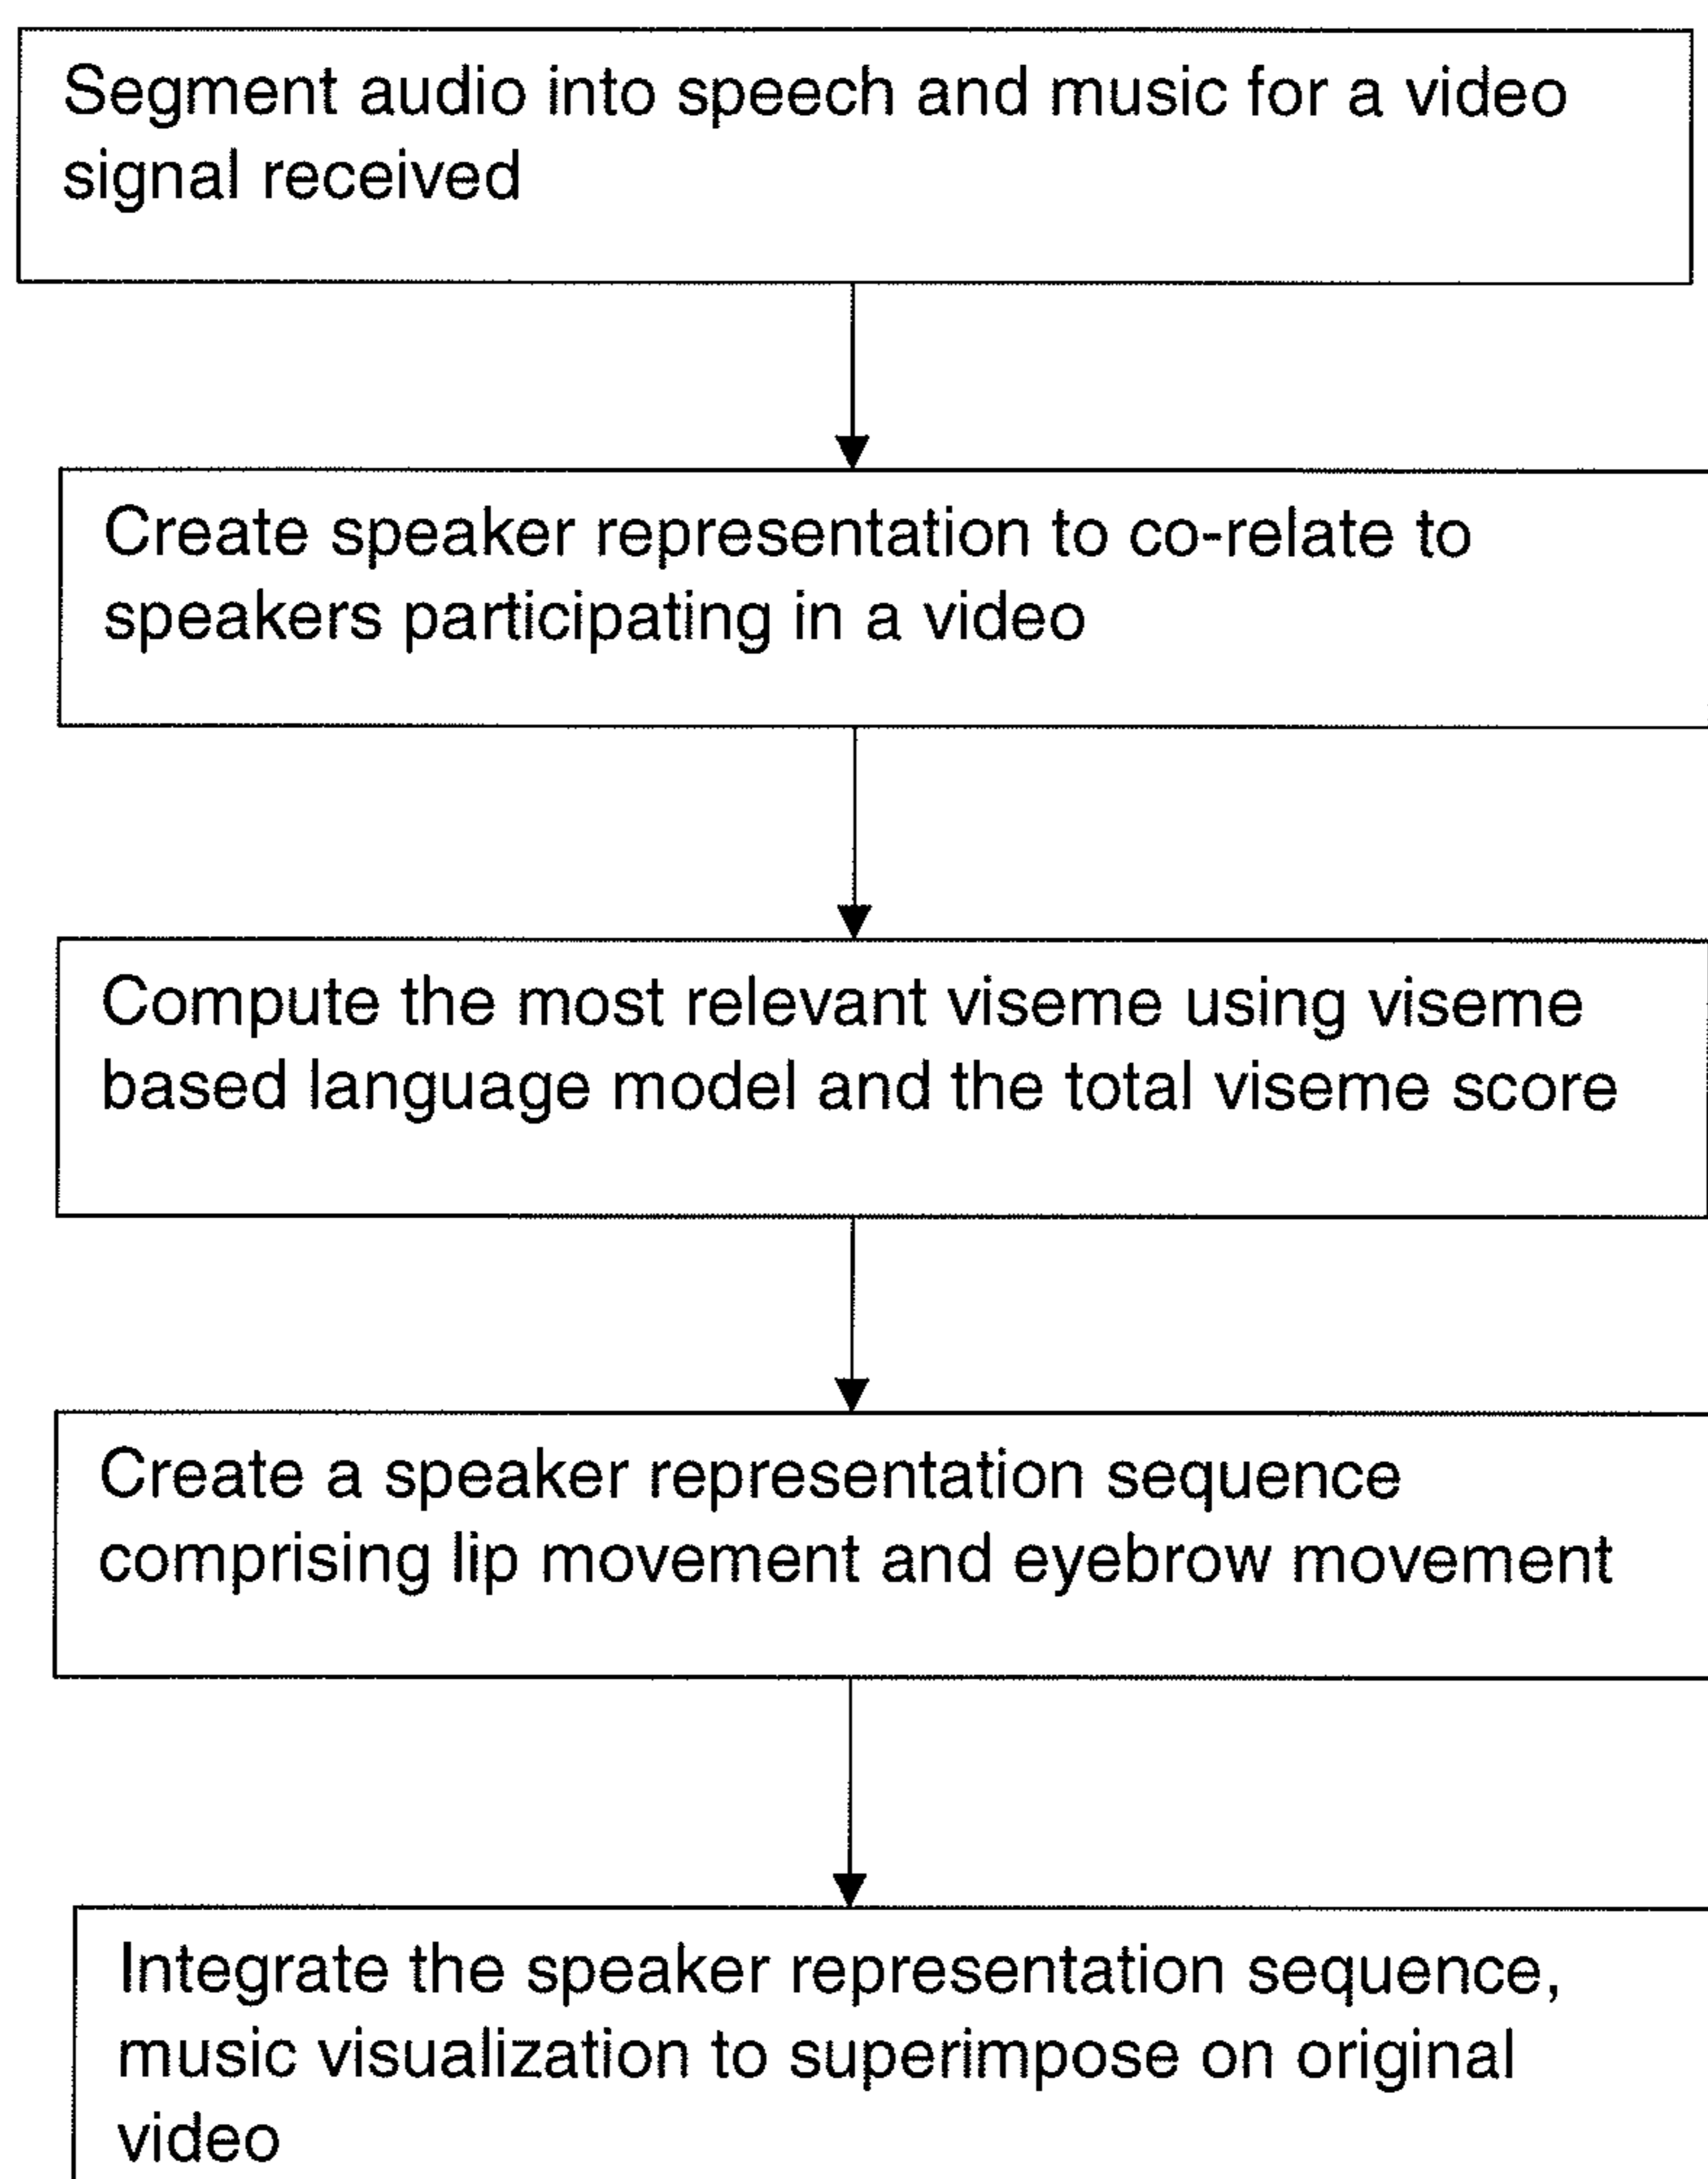 Segment audio into speech and music for a video
signal received
Create speaker representation to co-relate to
speakers participating in a video
Compute the most relevant viseme using viseme
based language model and the total viseme score
Create a speaker representation sequence
comprising lip movement and eyebrow movement
Integrate the speaker representation sequence,
music visualization to superimpose on original
video